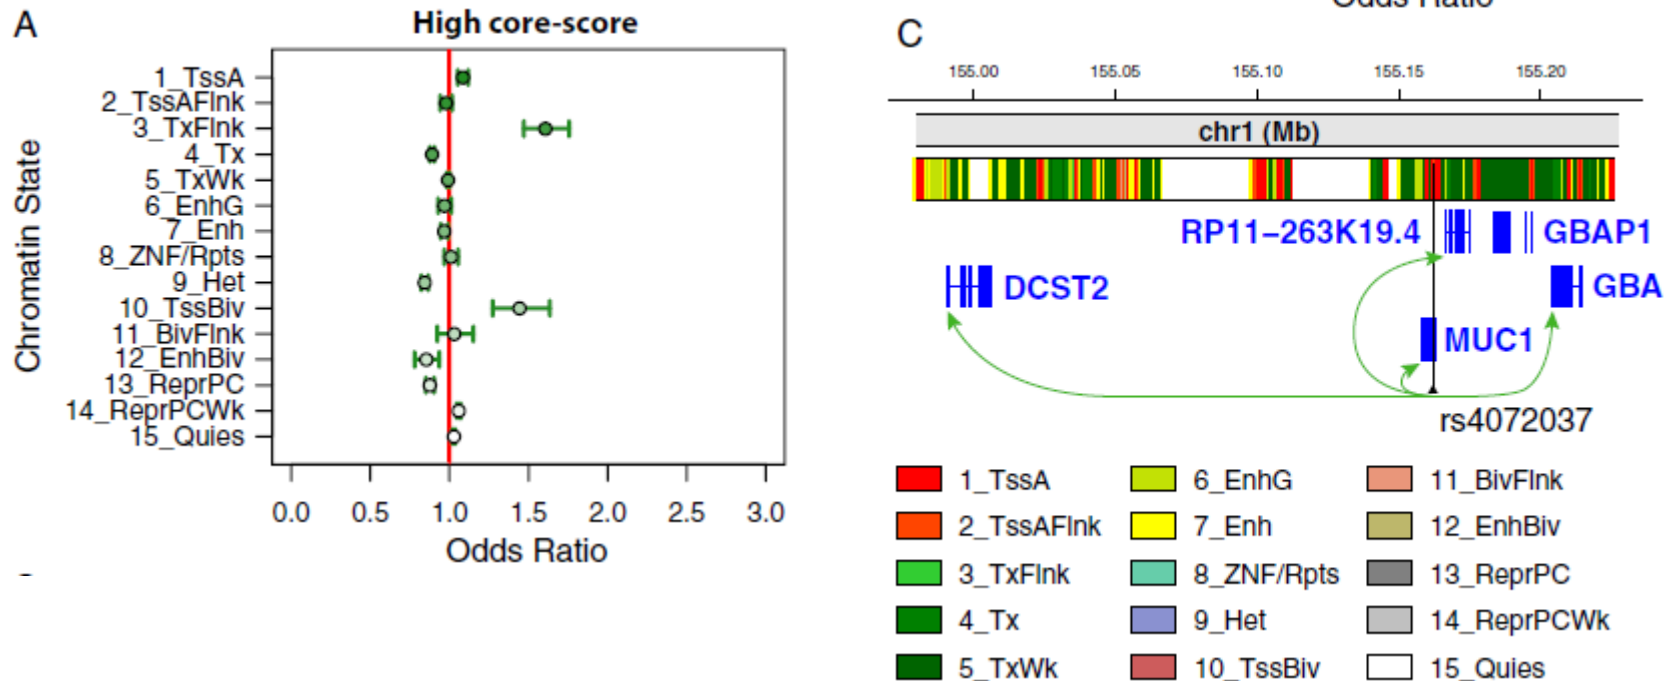 A
High core-score
Chromatin State
1_TssA
2_TssAFlnk
3_TxFlnk
4_Tx
5_TxWk
6_EnhG
7_Enh
8_ZNF/Rpts
9_Het
10_TssBiv
11_BivFlnk
12_EnhBiv
13_ReprPC
14_ReprPCWk
15_Quies
0.0 0.5 1.0 1.5 2.0 2.5 3.0
Odds Ratio
Odds Ratio
C
155.00 155.05 155.10 155.15 155.20
chr1 (Mb)
RP11−263K19.4 GBAP1
DCST2 GBA
MUC1
rs4072037
1_TssA 6_EnhG 11_BivFlnk
2_TssAFlnk 7_Enh 12_EnhBiv
3_TxFlnk 8_ZNF/Rpts 13_ReprPC
4_Tx 9_Het 14_ReprPCWk
5_TxWk 10_TssBiv 15_Quies